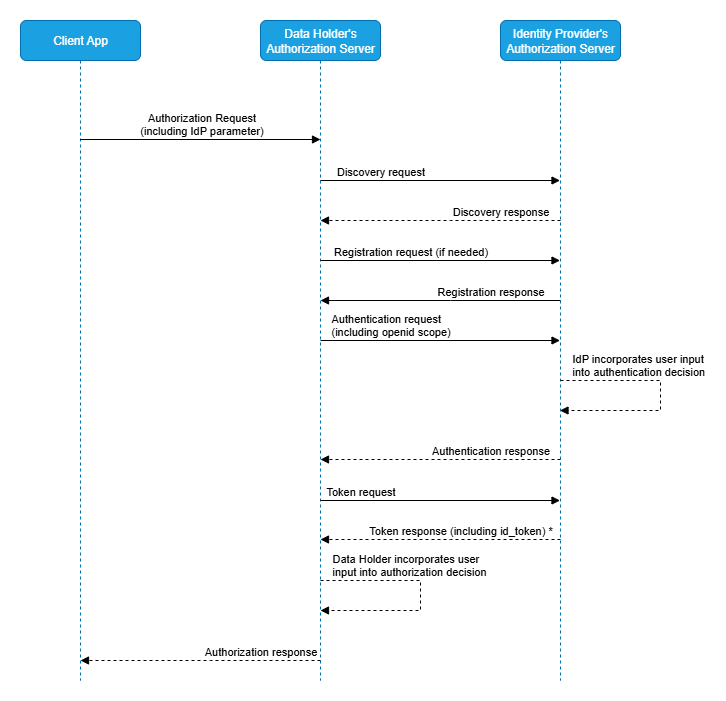 Client App
Data Holder's
Authorization Server
Identity Provider's
Authorization Server
Authorization Request
(including IdP parameter)
Discovery request
Discovery response
Registration request (if needed)
Registration response
Authentication request
(including openid scope)
IdP incorporates user input
into authentication decision
Authentication response
Token request
Token response (including id_token) *
Data Holder incorporates user
input into authorization decision
Authorization response